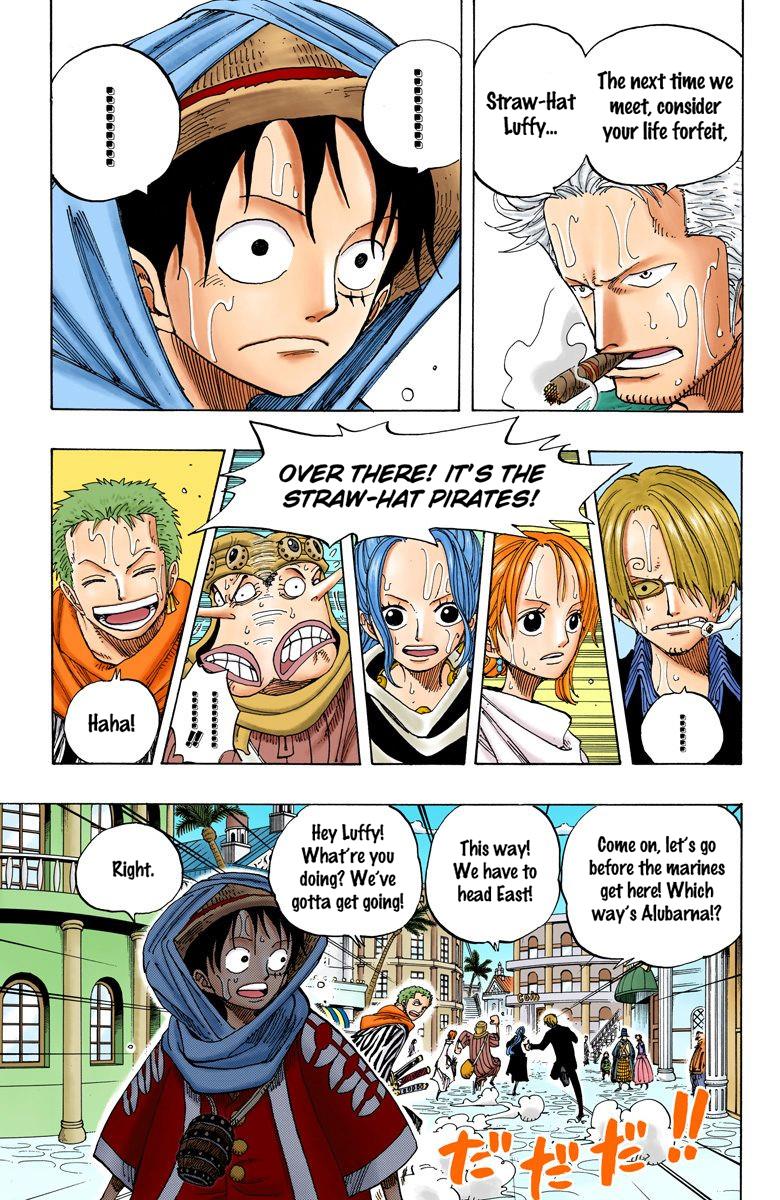 The next time we
meet, consider
your life forfeit,
Straw-Hat
Luffy...
OVER THERE! IT'S THE
STRAW-HAT PIRATES!
Haha!
!!
Come on, let's go
before the marines
get here! Which
way's Alubarna!?
This way!
We have to
head East!
Hey Luffy!
What're you
doing? We've
gotta get going!
Right.
だだだ!!